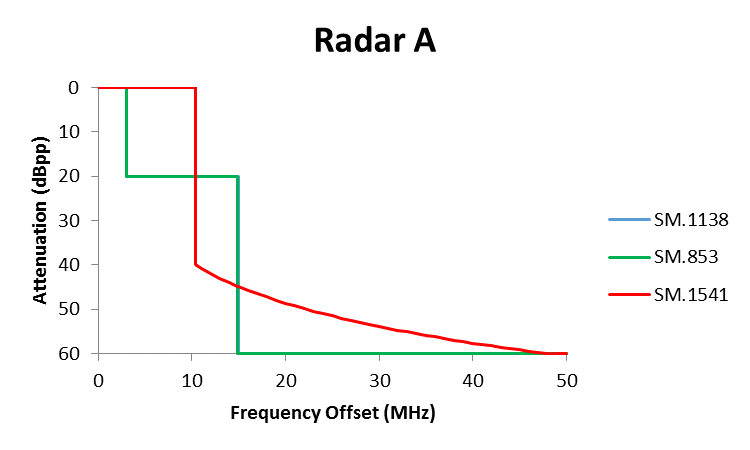 Radar A
Attenuation (dBpp)
0
10
20
30
40
50
60
0 10 20 30 40 50
Frequency Offset (MHz)
SM.1138
SM.853
SM.1541